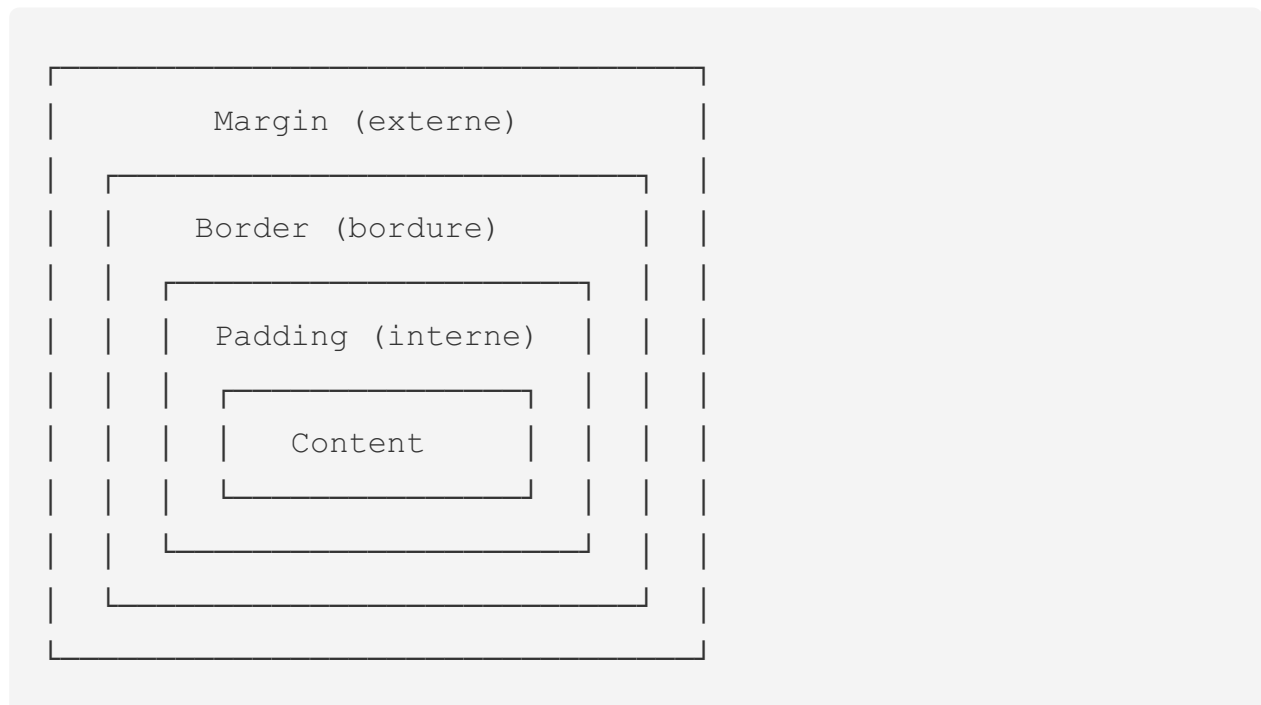 Margin (externe)
Border (bordure)
Padding (interne)
Content